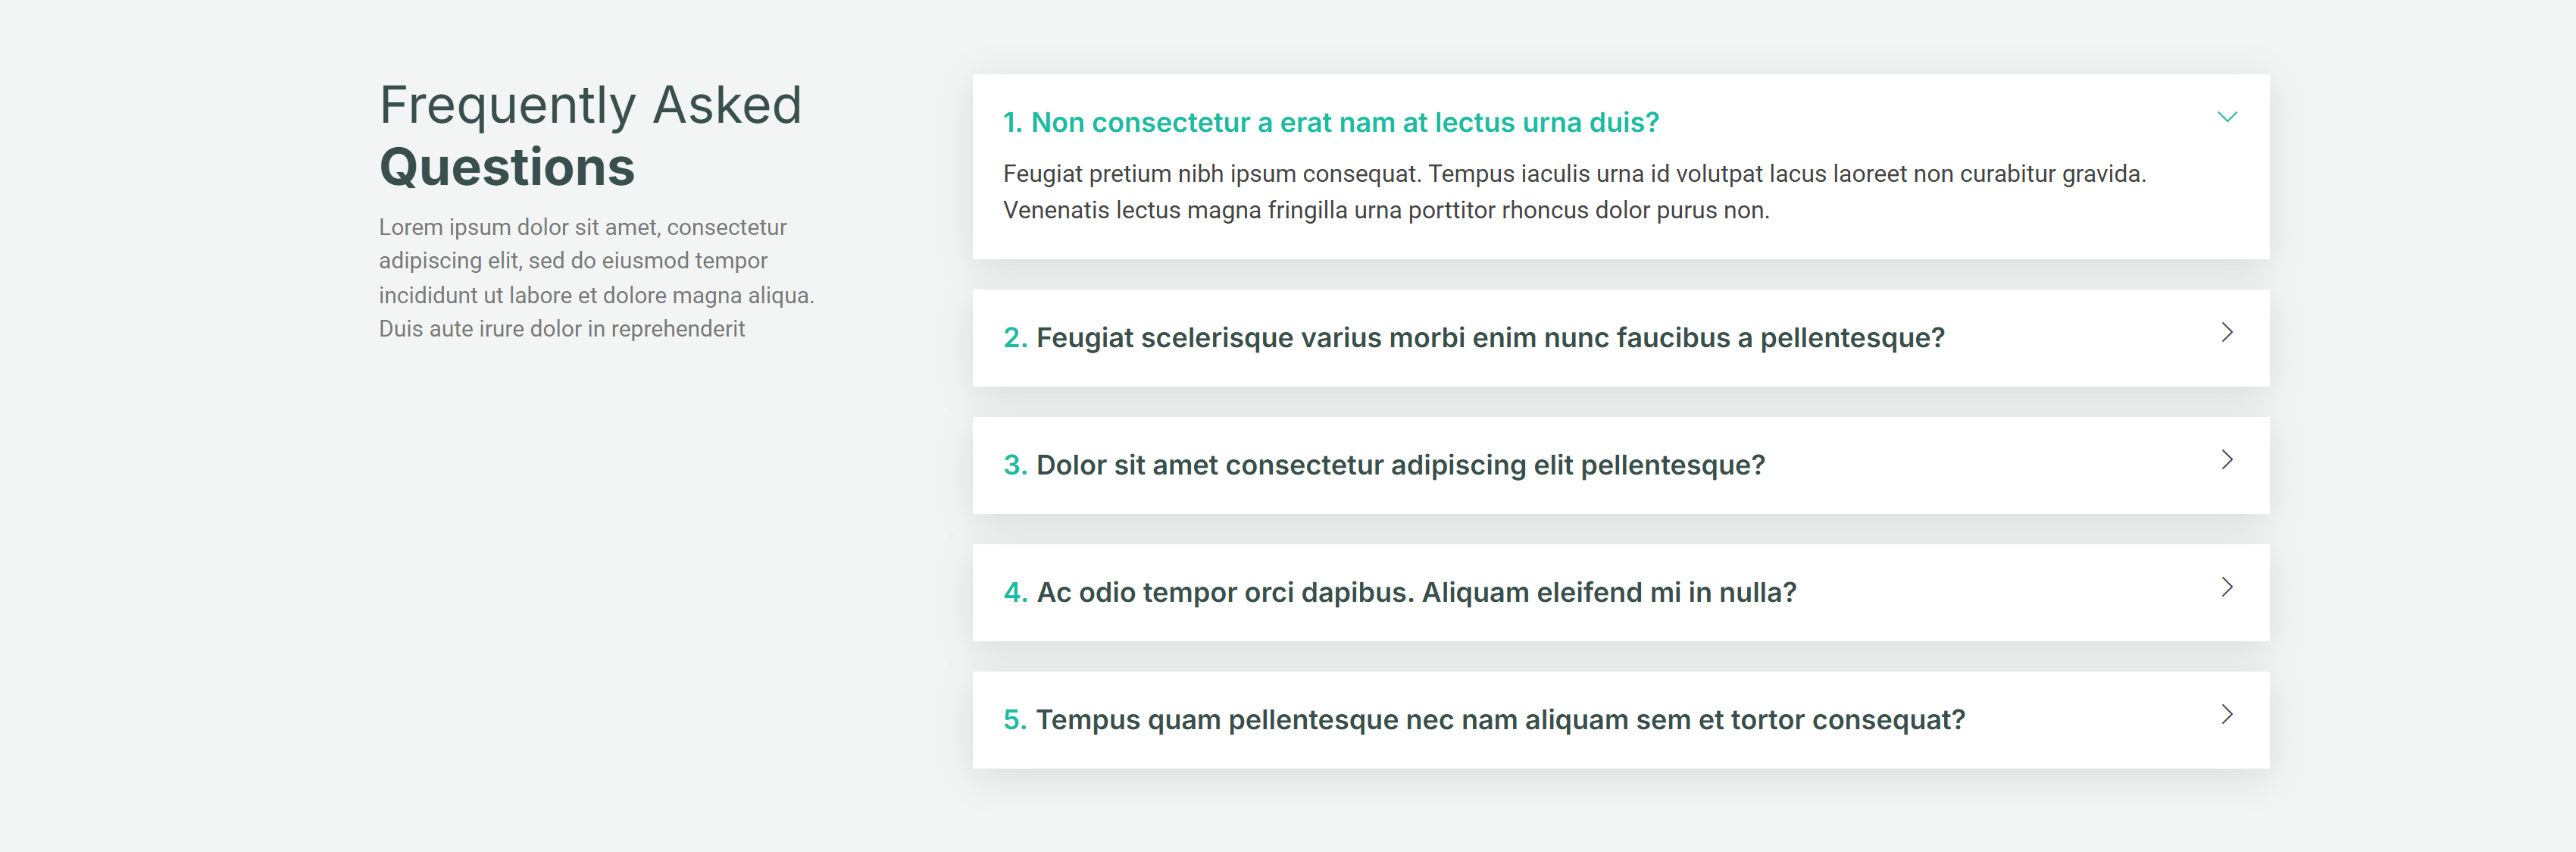 Frequently Asked
Questions
Lorem ipsum dolor sit amet, consectetur
adipiscing elit, sed do eiusmod tempor
incididunt ut labore et dolore magna aliqua.
Duis aute irure dolor in reprehenderit
1. Non consectetur a erat nam at lectus urna duis?
Feugiat pretium nibh ipsum consequat. Tempus iaculis urna id volutpat lacus laoreet non curabitur gravida.
Venenatis lectus magna fringilla urna porttitor rhoncus dolor purus non.
2. Feugiat scelerisque varius morbi enim nunc faucibus a pellentesque?
3. Dolor sit amet consectetur adipiscing elit pellentesque?
4. Ac odio tempor orci dapibus. Aliquam eleifend mi in nulla?
5. Tempus quam pellentesque nec nam aliquam sem et tortor consequat?